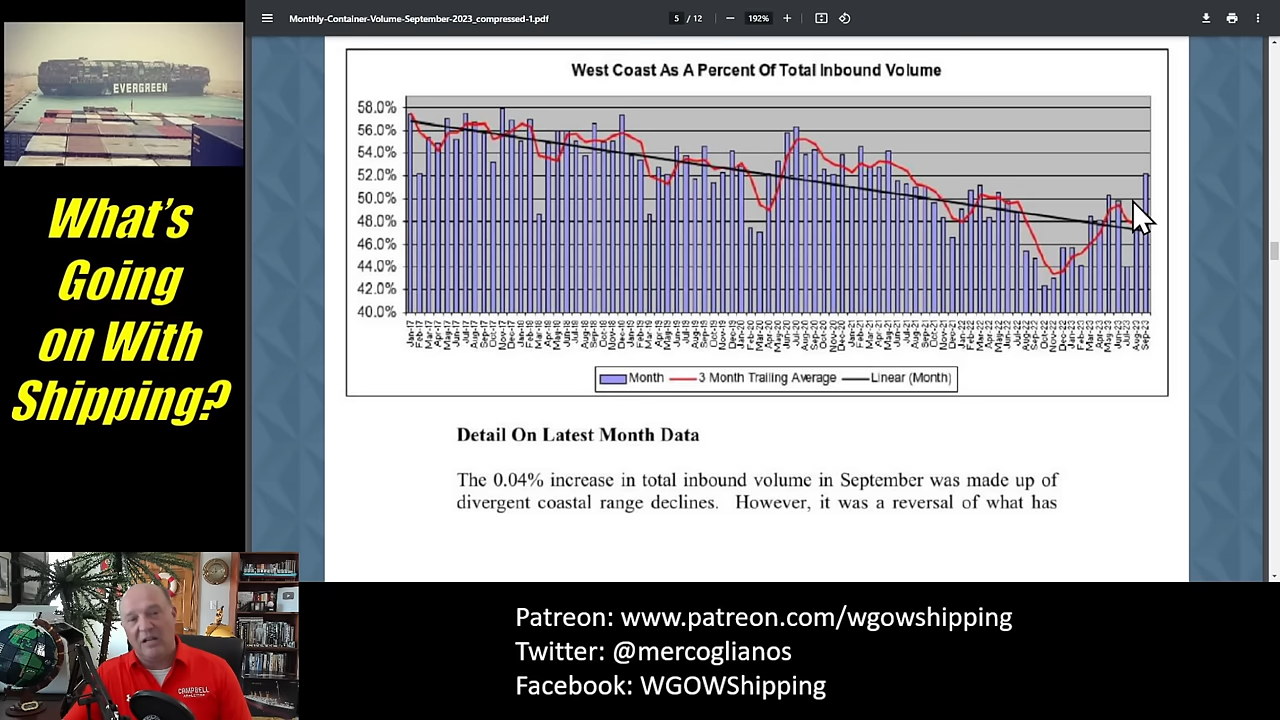 Monthly-Container-Volume-September-2023_compressed-1.pdf
5 / 12
192%
EVERGREEN
What's
Going
on With
Shipping?
West Coast As A Percent Of Total Inbound Volume
58.0%
56.0%
54.0%
52.0%
50.0%
48.0%
46.0%
44.0%
42.0%
40.0%
Month
3 Month Trailing Average
Linear (Month)
Detail On Latest Month Data
The 0.04% increase in total inbound volume in September was made up of
divergent coastal range declines. However, it was a reversal of what has
CAMPBELL
Patreon: www.patreon.com/wgowshipping
Twitter: @mercoglianos
Facebook: WGOWShipping